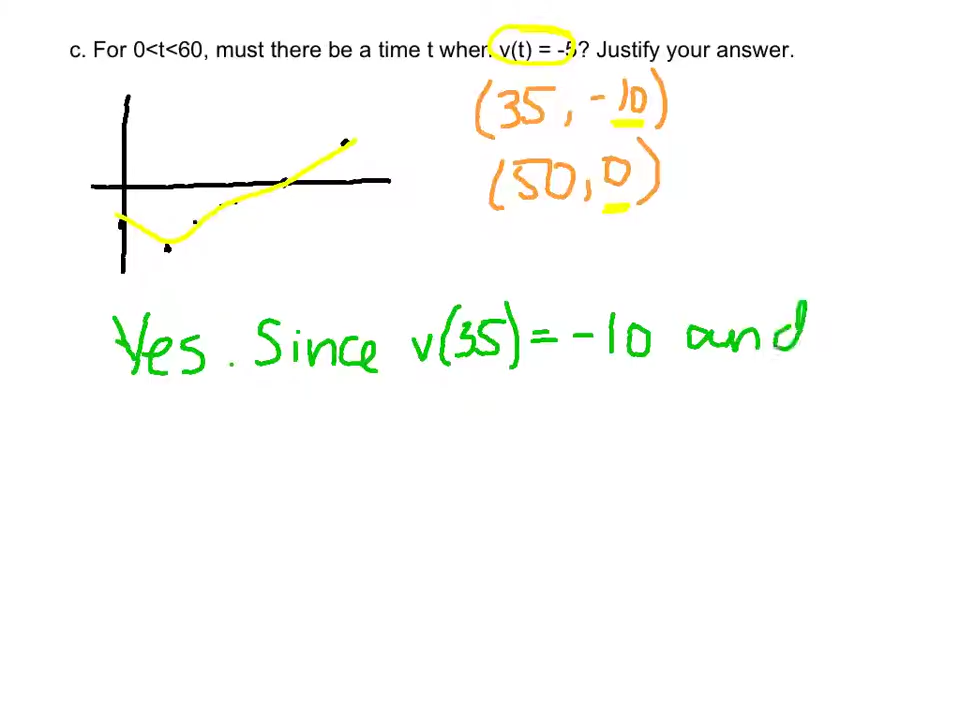 c. For 0<t<60, must there be a time t when v(t) = -5? Justify your answer.
(35, -10)
(50, 0)
Yes. Since v(35) = -10 and